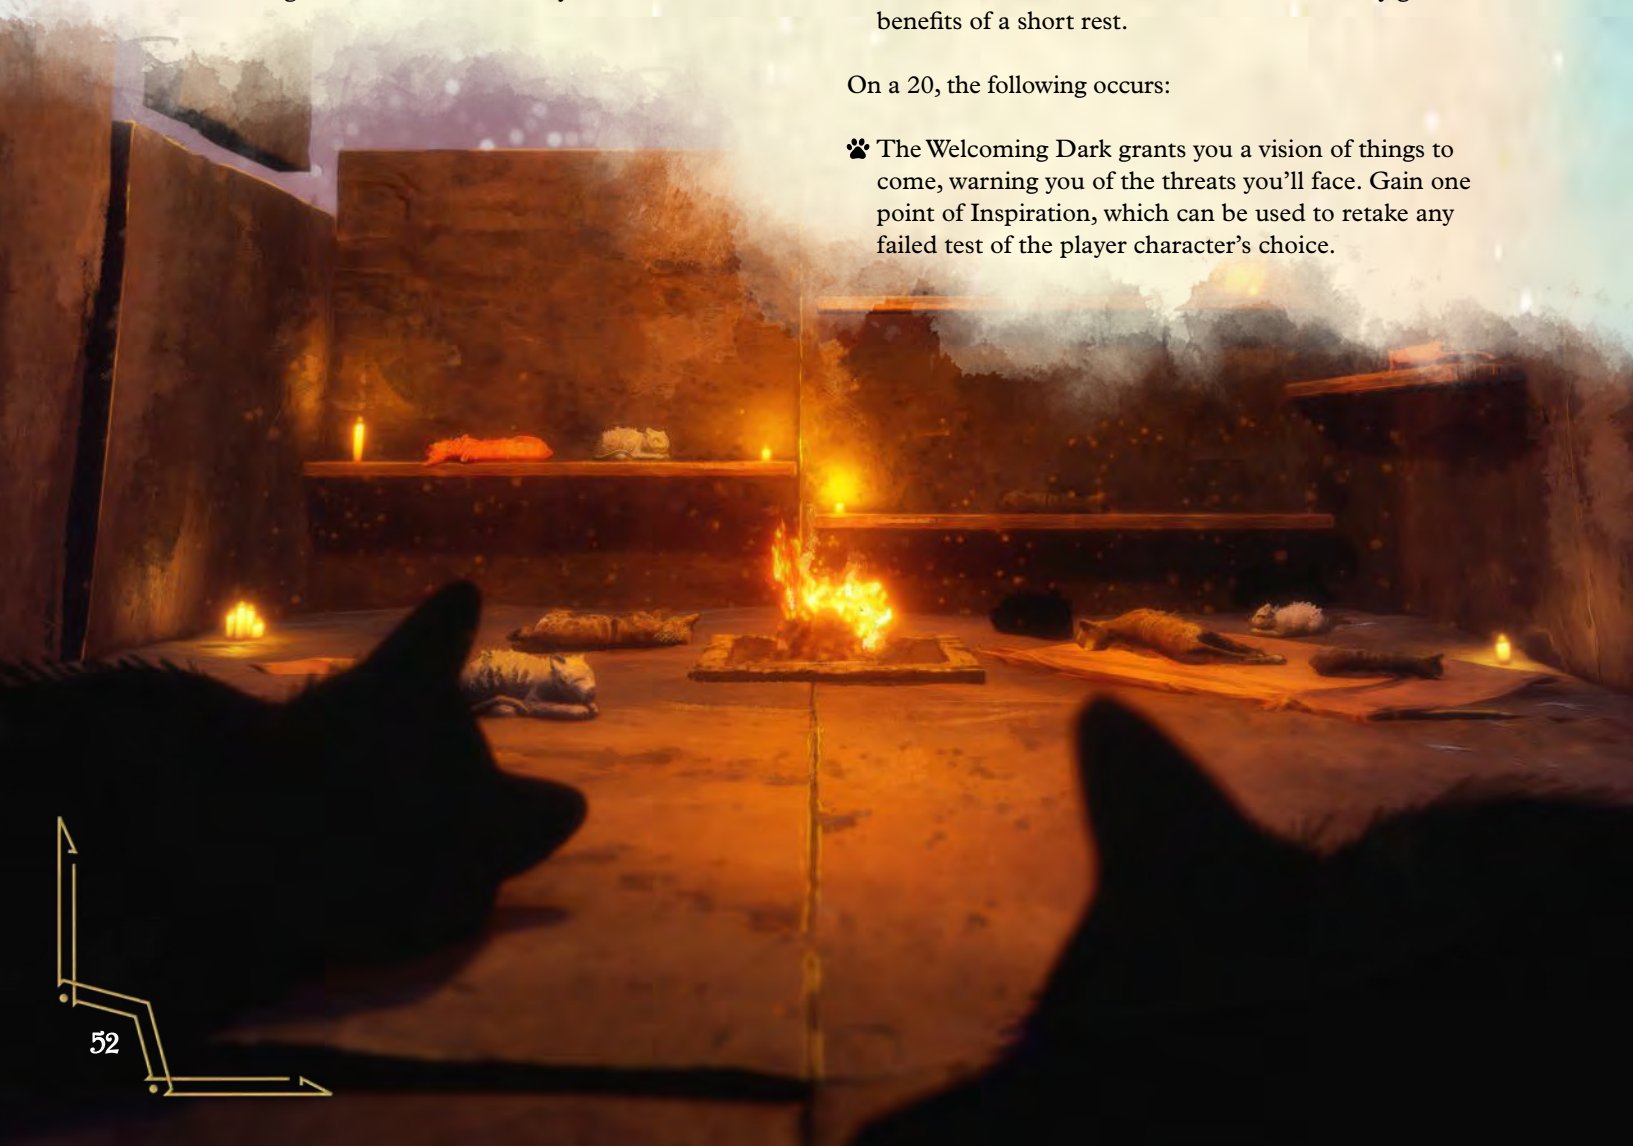 benefits of a short rest.
On a 20, the following occurs:
The Welcoming Dark grants you a vision of things to
come, warning you of the threats you’ll face. Gain one
point of Inspiration, which can be used to retake any
failed test of the player character’s choice.
52